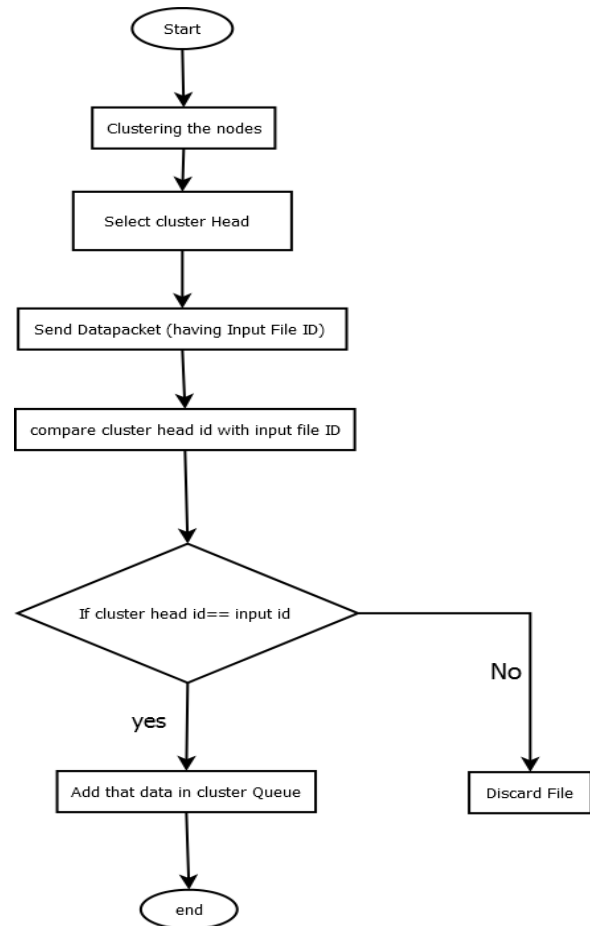 Start
Clustering the nodes
Select cluster Head
Send Datapacket (having Input File ID)
compare cluster head id with input file ID
If cluster head id== input id
No
yes
Add that data in cluster Queue
Discard File
end